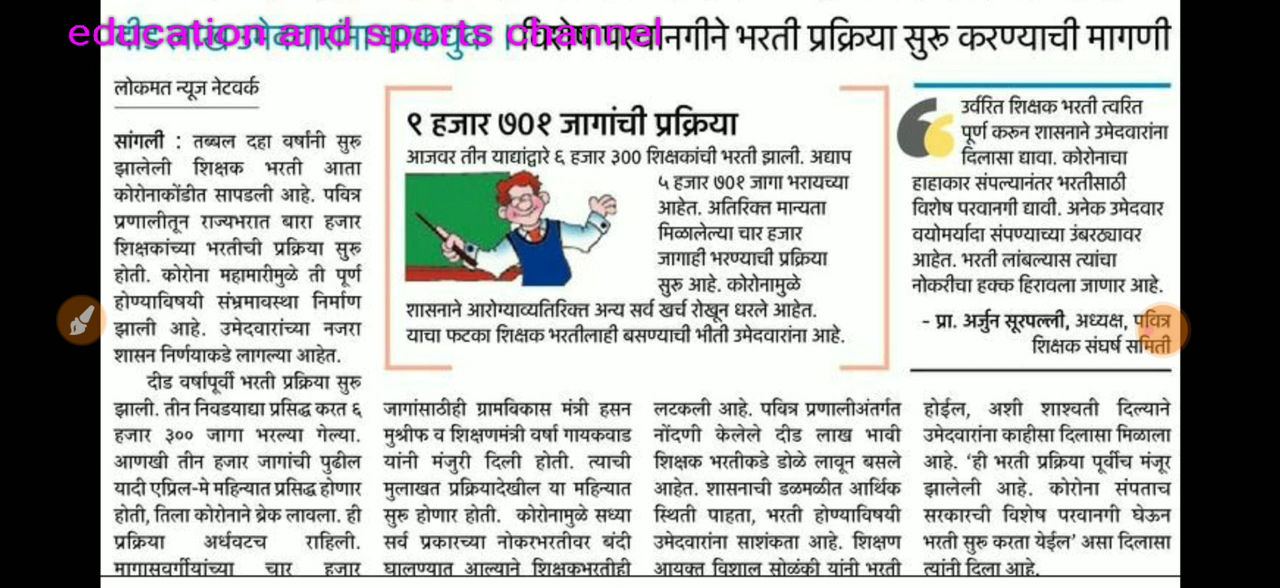 education and sports channel
विशेष परवानगीने भरती प्रक्रिया सुरू करण्याची मागणी
लोकमत न्यूज नेटवर्क
सांगली : तब्बल दहा वर्षांनी सुरू
झालेली शिक्षक भरती आता
कोरोनाकोंडीत सापडली आहे. पवित्र
प्रणालीतून राज्यभरात बारा हजार
शिक्षकांच्या भरतीची प्रक्रिया सुरू
होती. कोरोना महामारीमुळे ती पूर्ण
होण्याविषयी संभ्रमावस्था निर्माण
झाली आहे. उमेदवारांच्या नजरा
शासन निर्णयाकडे लागल्या आहेत.
दीड वर्षापूर्वी भरती प्रक्रिया सुरू
झाली. तीन निवडयाद्या प्रसिद्ध करत ६
हजार ३०० जागा भरल्या गेल्या.
आणखी तीन हजार जागांची पुढील
यादी एप्रिल-मे महिन्यात प्रसिद्ध होणार
होती, तिला कोरोनाने ब्रेक लावला. ही
प्रक्रिया अर्धवटच राहिली.
मागासवर्गीयांच्या चार हजार
९ हजार ७०१ जागांची प्रक्रिया
आजवर तीन याद्यांद्वारे ६ हजार ३०० शिक्षकांची भरती झाली. अद्याप
५ हजार ७०१ जागा भरायच्या
आहेत. अतिरिक्त मान्यता
मिळालेल्या चार हजार
जागाही भरण्याची प्रक्रिया
सुरू आहे. कोरोनामुळे
शासनाने आरोग्याव्यतिरिक्त अन्य सर्व खर्च रोखून धरले आहेत.
याचा फटका शिक्षक भरतीलाही बसण्याची भीती उमेदवारांना आहे.
उर्वरित शिक्षक भरती त्वरित
पूर्ण करून शासनाने उमेदवारांना
दिलासा द्यावा. कोरोनाचा
हाहाकार संपल्यानंतर भरतीसाठी
विशेष परवानगी द्यावी. अनेक उमेदवार
वयोमर्यादा संपण्याच्या उंबरठ्यावर
आहेत. भरती लांबल्यास त्यांचा
नोकरीचा हक्क हिरावला जाणार आहे.
- प्रा. अर्जुन सूरपल्ली, अध्यक्ष, पवित्र
शिक्षक संघर्ष समिती
जागांसाठीही ग्रामविकास मंत्री हसन
मुश्रीफ व शिक्षणमंत्री वर्षा गायकवाड
यांनी मंजुरी दिली होती. त्याची
मुलाखत प्रक्रियादेखील या महिन्यात
सुरू होणार होती. कोरोनामुळे सध्या
सर्व प्रकारच्या नोकरभरतीवर बंदी
घालण्यात आल्याने शिक्षकभरतीही
लटकली आहे. पवित्र प्रणालीअंतर्गत
नोंदणी केलेले दीड लाख भावी
शिक्षक भरतीकडे डोळे लावून बसले
आहेत. शासनाची डळमळीत आर्थिक
स्थिती पाहता, भरती होण्याविषयी
उमेदवारांना साशंकता आहे. शिक्षण
आयुक्त विशाल सोळंकी यांनी भरती
होईल, अशी शाश्वती दिल्याने
उमेदवारांना काहीसा दिलासा मिळाला
आहे. ‘ही भरती प्रक्रिया पूर्वीच मंजूर
झालेली आहे. कोरोना संपताच
सरकारची विशेष परवानगी घेऊन
भरती सुरू करता येईल’ असा दिलासा
त्यांनी दिला आहे.